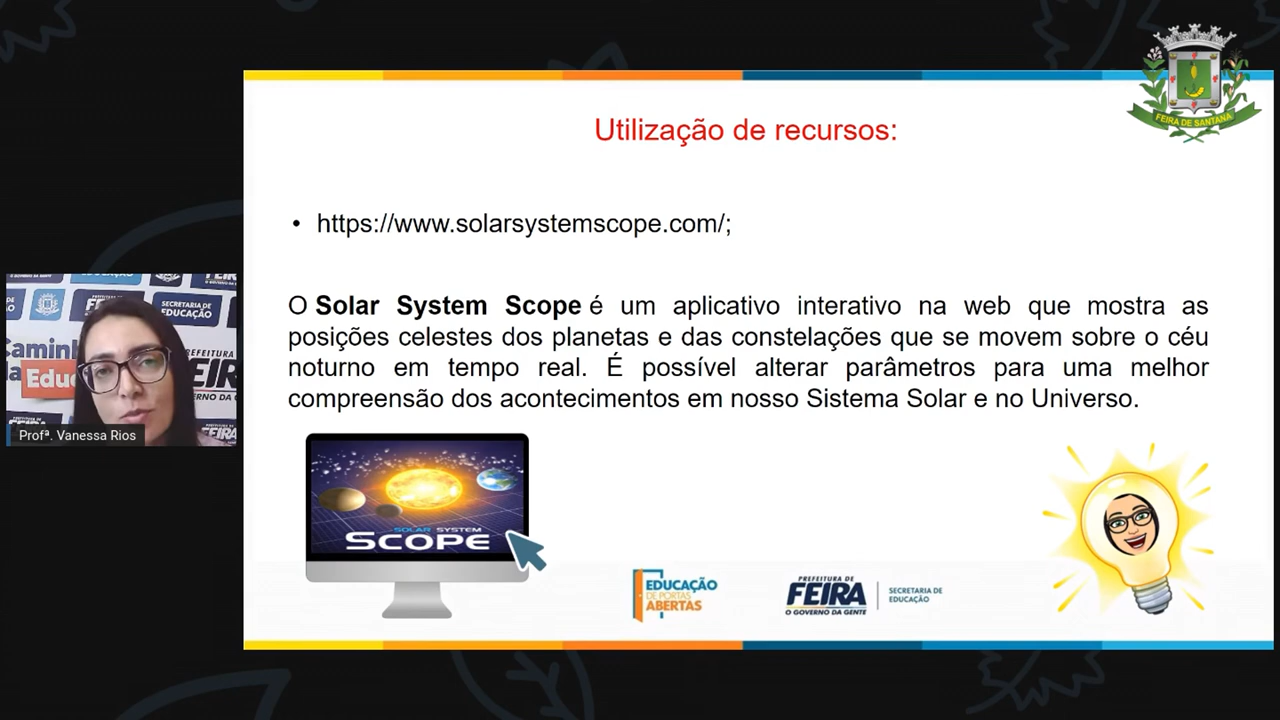 FEIRA DE SANTANA
Utilização de recursos:
• https://www.solarsystemscope.com/;
O Solar System Scope é um aplicativo interativo na web que mostra as
posições celestes dos planetas e das constelações que se movem sobre o céu
noturno em tempo real. É possível alterar parâmetros para uma melhor
compreensão dos acontecimentos em nosso Sistema Solar e no Universo.
SECRETARIA DE
EDUCAÇÃO
Caminh
Edu
Profª. Vanessa Rios
SOLAR SYSTEM
SCOPE
EDUCAÇÃO
DE PORTAS
ABERTAS
PREFEITURA DE
FEIRA
O GOVERNO DA GENTE
SECRETARIA DE
EDUCAÇÃO